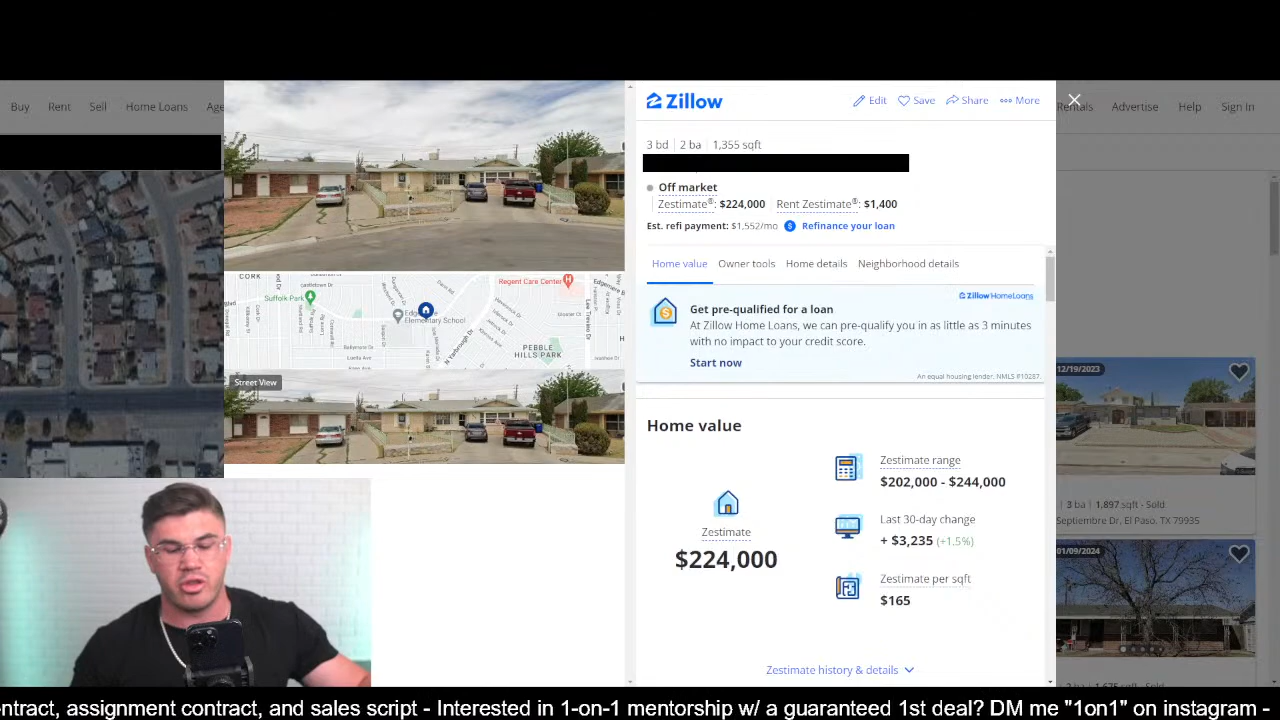 Buy Rent Sell Home Loans Age
Zillow
Edit Save Share More
Rentals Advertise Help Sign In
3 bd 2 ba 1,355 sqft
Off market
Zestimate®: $224,000 Rent Zestimate®: $1,400
Est. refi payment: $1,552/mo Refinance your loan
Home value Owner tools Home details Neighborhood details
Zillow HomeLoans
Get pre-qualified for a loan
At Zillow Home Loans, we can pre-qualify you in as little as 3 minutes
with no impact to your credit score.
Start now
An equal housing lender. NMLS #10287.
Home value
Zestimate
$224,000
Zestimate range
$202,000 - $244,000
Last 30-day change
+ $3,235 (+1.5%)
Zestimate per sqft
$165
Zestimate history & details
CORK
Suffolk Park
Regent Care Center
Edgemere
Elementary School
PEBBLE
HILLS PARK
Street View
12/19/2023
3 ba 1,897 sqft - Sold
Septiembre Dr, El Paso, TX 79935
01/09/2024
ntract, assignment contract, and sales script - Interested in 1-on-1 mentorship w/ a guaranteed 1st deal? DM me "1on1" on instagram -